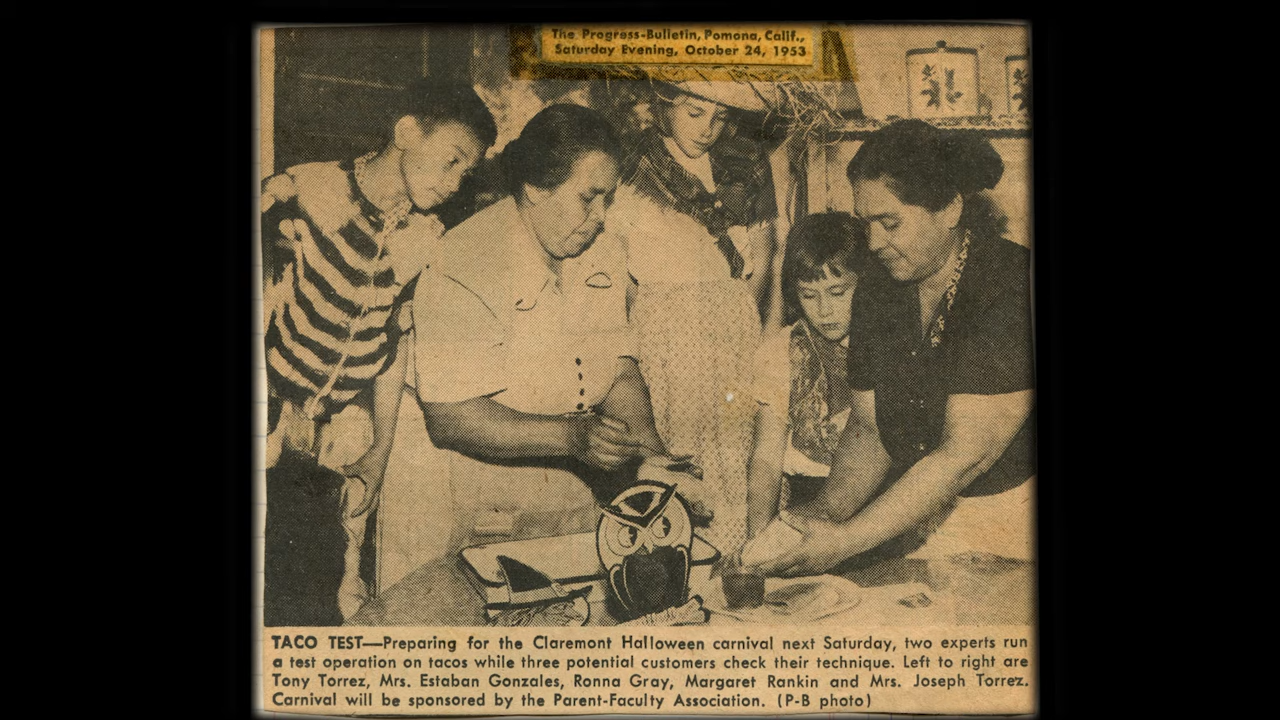 The Progress-Bulletin, Pomona, Calif.,
Saturday Evening, October 24, 1953
TACO TEST—Preparing for the Claremont Halloween carnival next Saturday, two experts run
a test operation on tacos while three potential customers check their technique. Left to right are
Tony Torrez, Mrs. Estaban Gonzales, Ronna Gray, Margaret Rankin and Mrs. Joseph Torrez.
Carnival will be sponsored by the Parent-Faculty Association. (P-B photo)